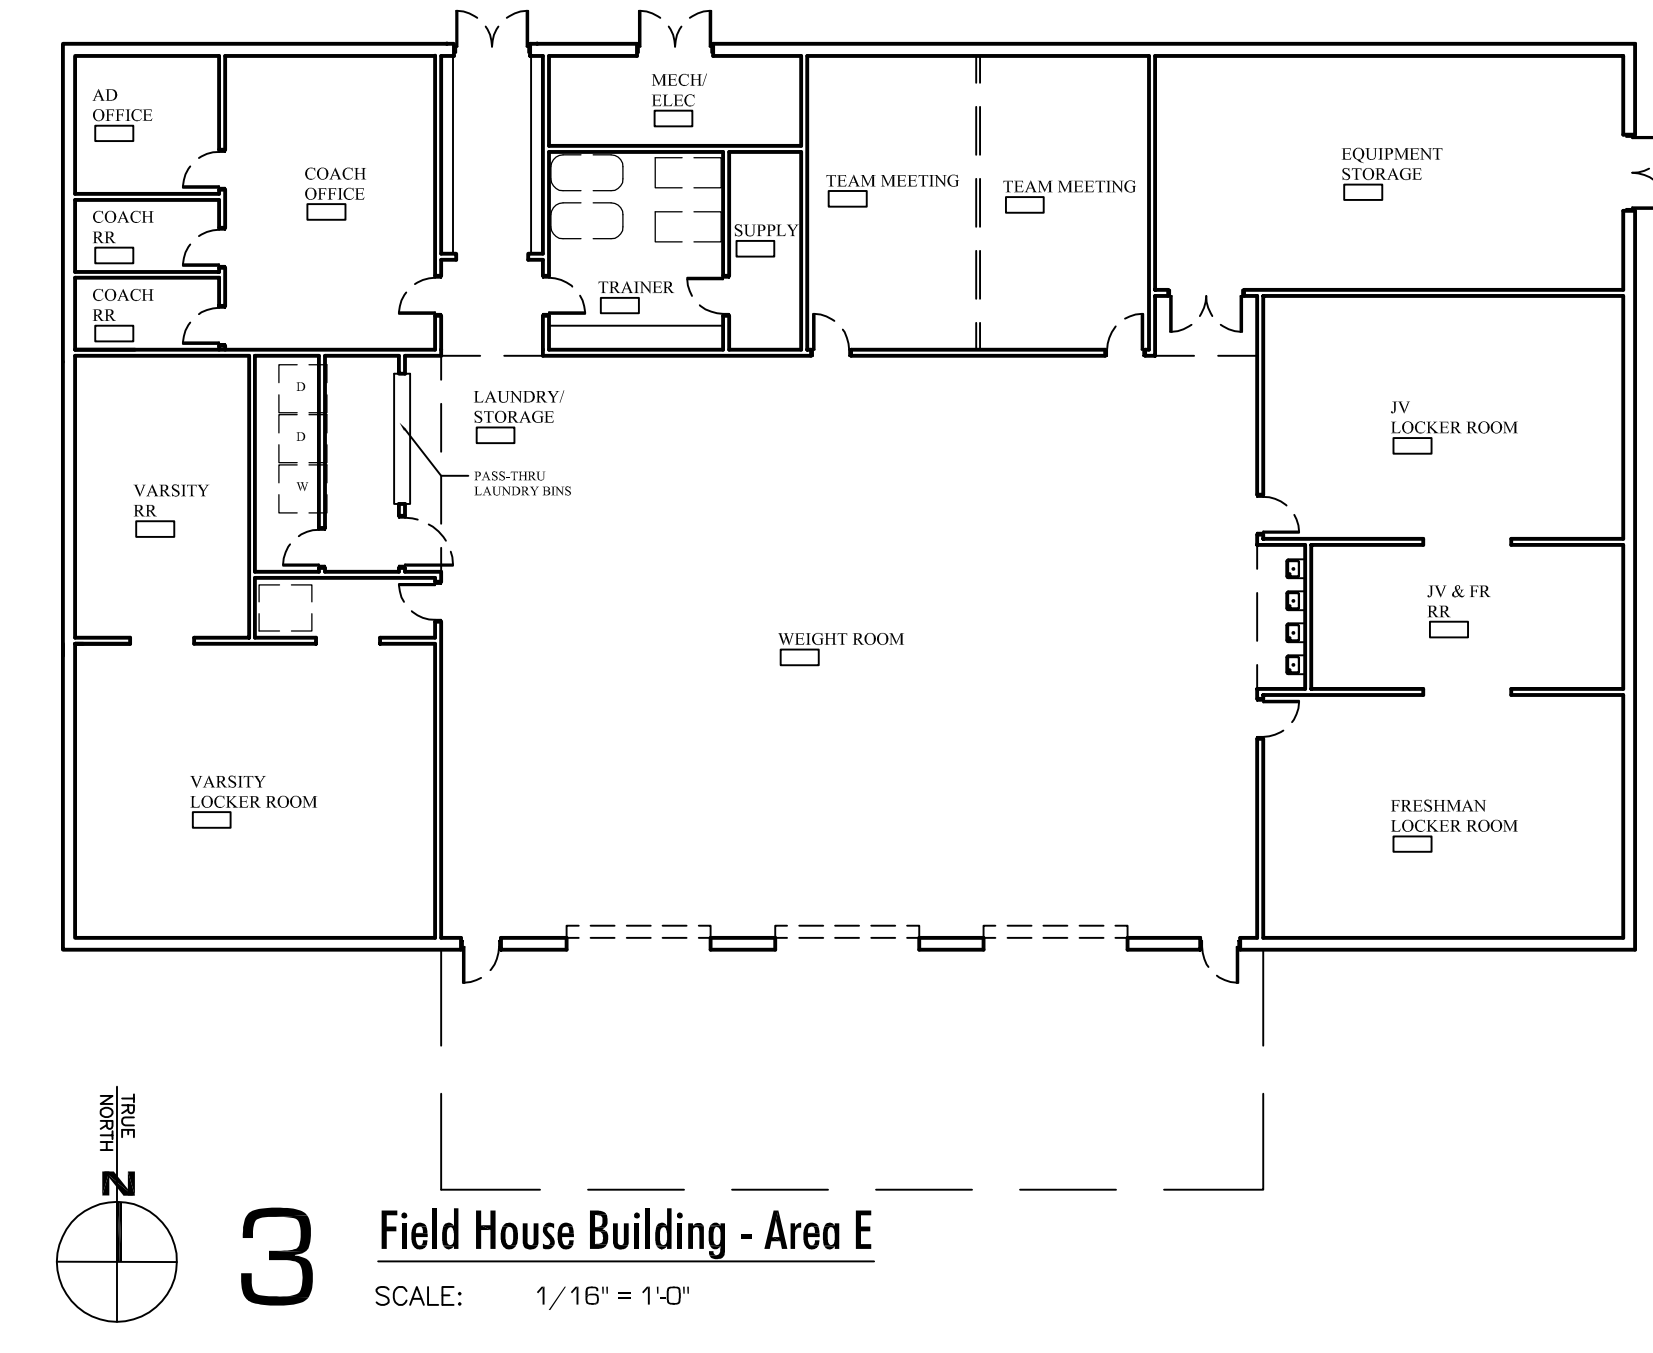 MECH/
ELEC
AD
OFFICE
COACH
OFFICE
EQUIPMENT
STORAGE
TEAM MEETING
TEAM MEETING
COACH
RR
SUPPLY
TRAINER
COACH
RR
D
LAUNDRY/
STORAGE
JV
LOCKER ROOM
D
PASS-THRU
LAUNDRY BINS
W
VARSITY
RR
JV & FR
RR
WEIGHT ROOM
VARSITY
LOCKER ROOM
FRESHMAN
LOCKER ROOM
TRUE
NORTH
N
3
Field House Building - Area E
SCALE: 1/16" = 1'-0"